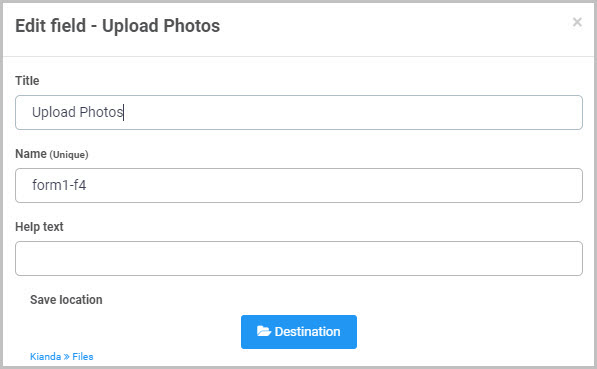 Edit field - Upload Photos ×
Title
Upload Photos
Name (Unique)
form1-f4
Help text
Save location
Destination
Kianda » Files